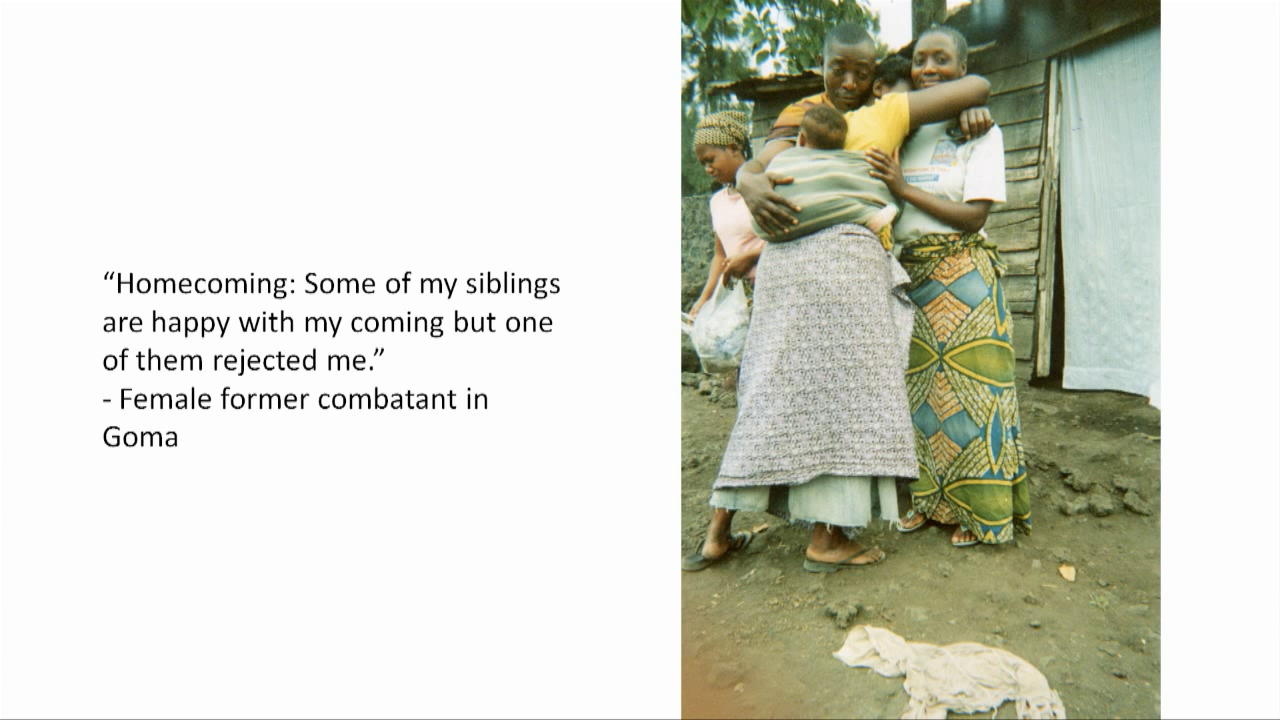 “Homecoming: Some of my siblings
are happy with my coming but one
of them rejected me.”
- Female former combatant in
Goma